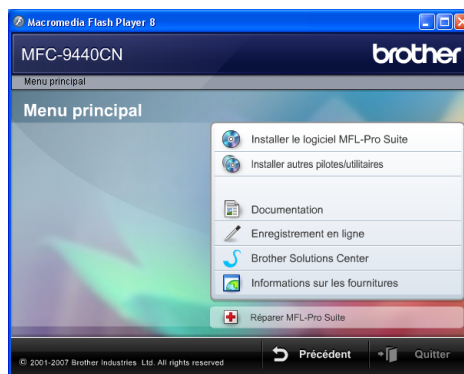 Macromedia Flash Player 8
MFC-9440CN
brother
Menu principal
Menu principal
Installer le logiciel MFL-Pro Suite
Installer autres pilotes/utilitaires
Documentation
Enregistrement en ligne
Brother Solutions Center
Informations sur les fournitures
Réparer MFL-Pro Suite
© 2001-2007 Brother Industries Ltd. All rights reserved
Précédent
Quitter